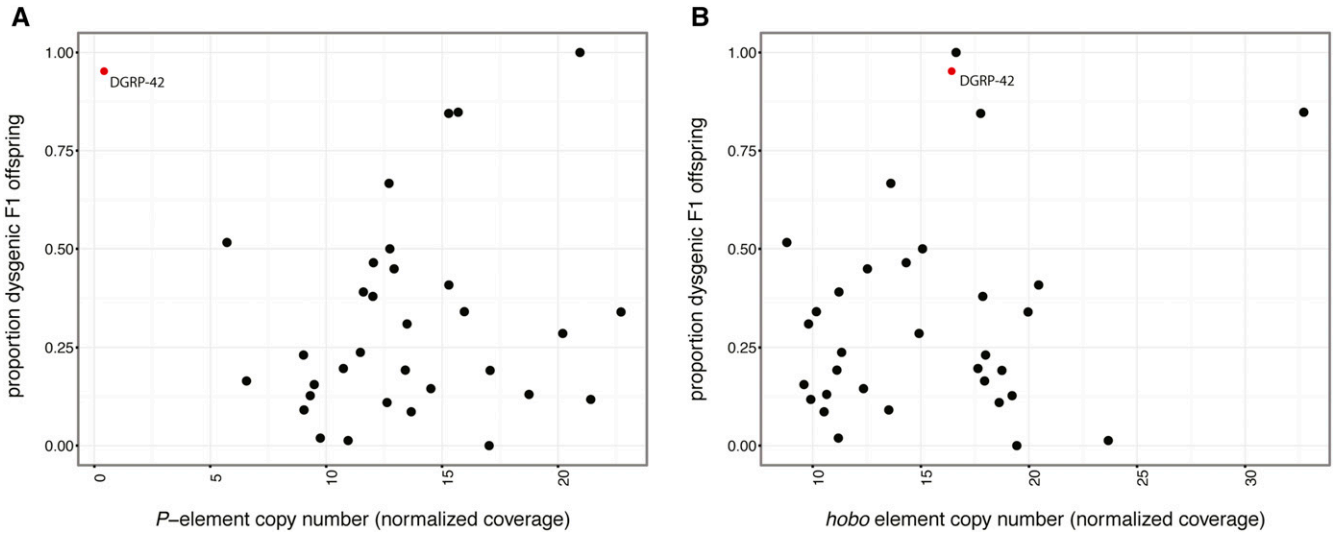 A
proportion dysgenic F1 offspring
1.00
0.75
0.50
0.25
0.00
DGRP-42
0
5
10
15
20
P–element copy number (normalized coverage)
B
proportion dysgenic F1 offspring
1.00
0.75
0.50
0.25
0.00
DGRP-42
10
15
20
25
30
hobo element copy number (normalized coverage)